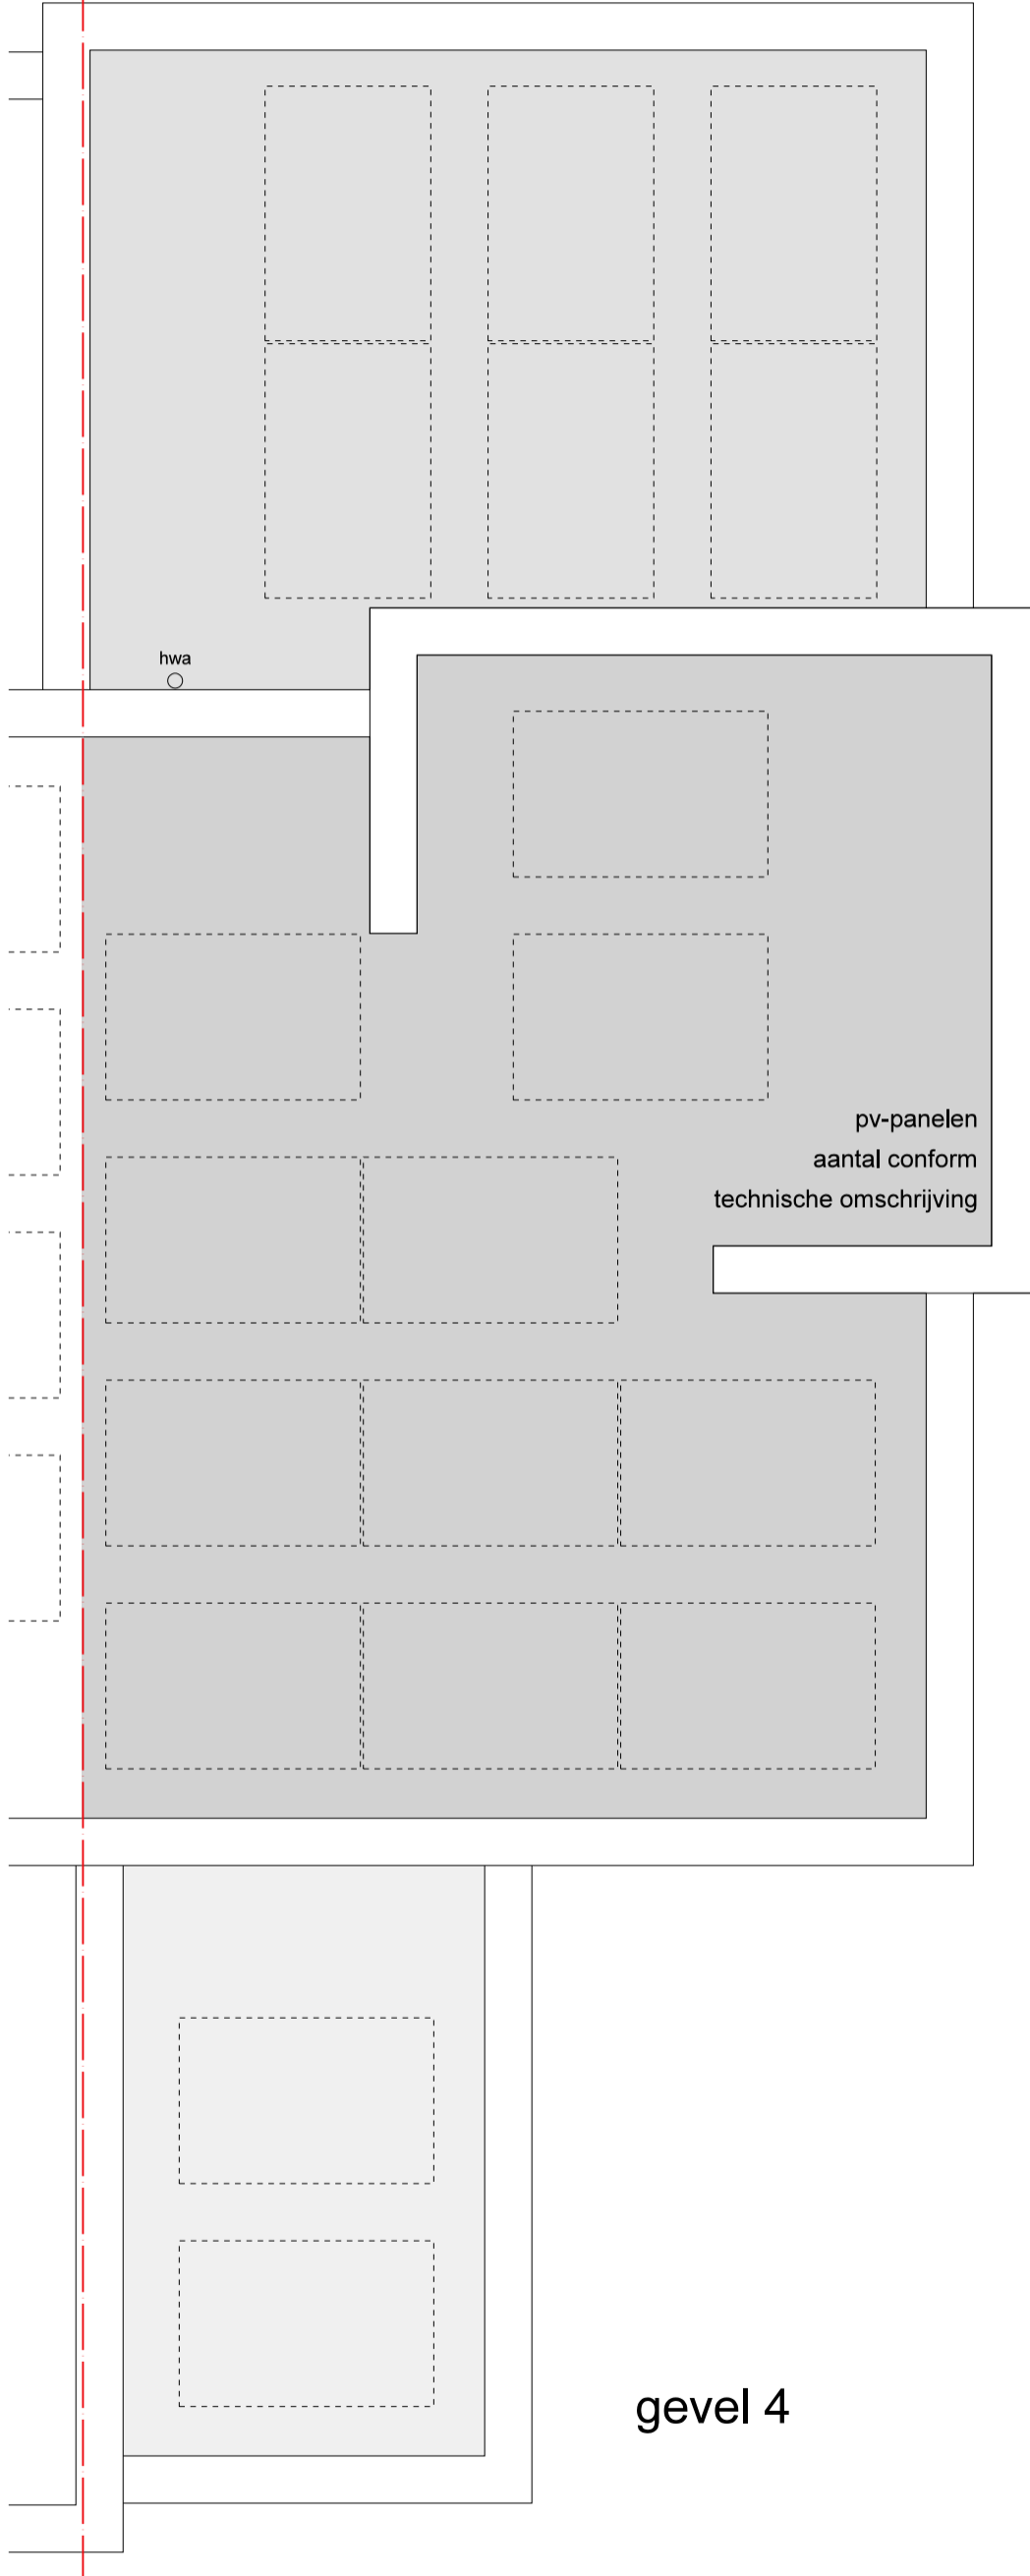 hwa
pv-panelen
aantal conform
technische omschrijving
gevel 4